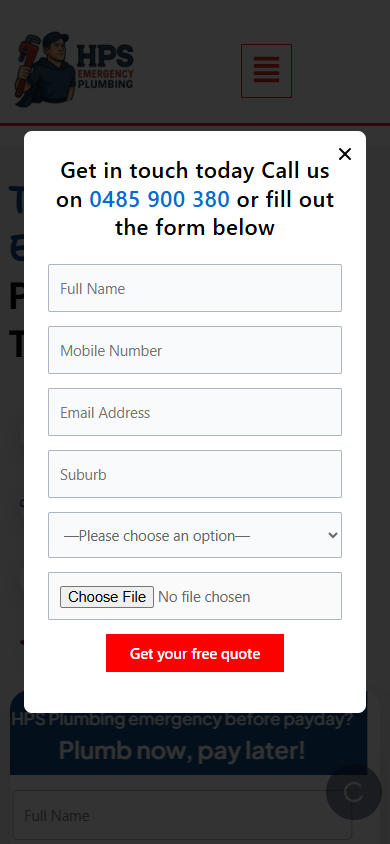 HPS
EMERGENCY
PLUMBING
Get in touch today Call us
on 0485 900 380 or fill out
the form below
Full Name
Mobile Number
Email Address
Suburb
—Please choose an option—
Choose File No file chosen
Get your free quote
HPS Plumbing emergency before payday?
Plumb now, pay later!
Full Name